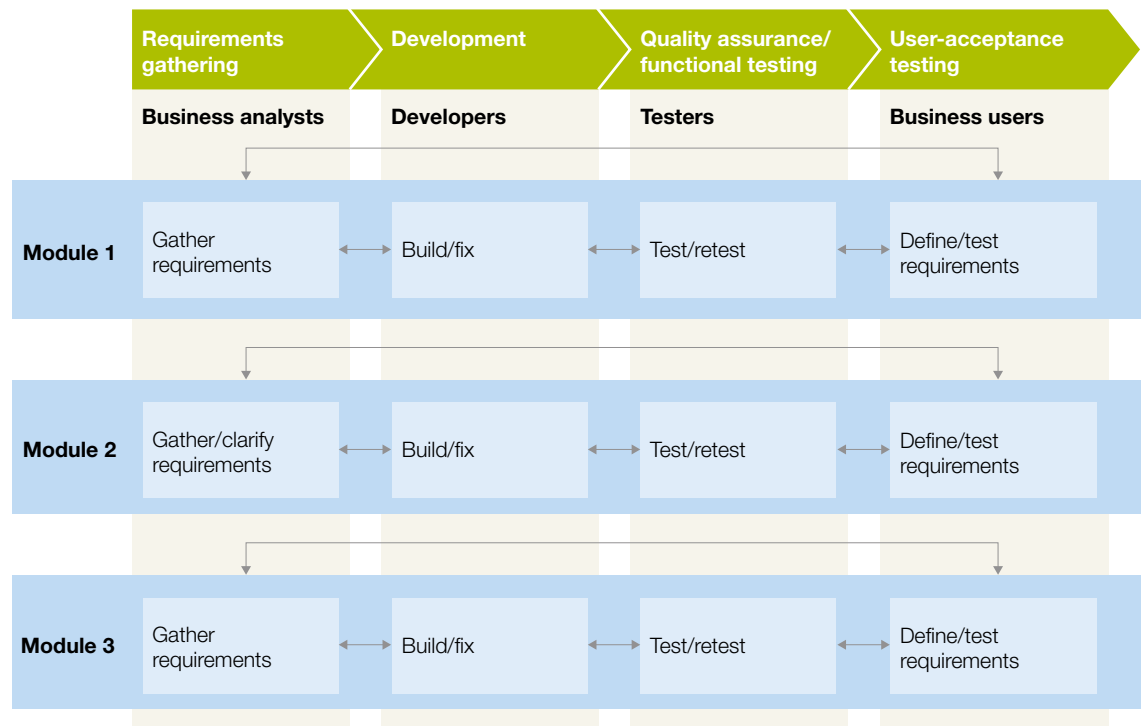 Requirements
gathering
Development
Quality assurance/
functional testing
User-acceptance
testing
Business analysts
Developers
Testers
Business users
Module 1
Gather
requirements
Build/fix
Test/retest
Define/test
requirements
Module 2
Gather/clarify
requirements
Build/fix
Test/retest
Define/test
requirements
Module 3
Gather
requirements
Build/fix
Test/retest
Define/test
requirements